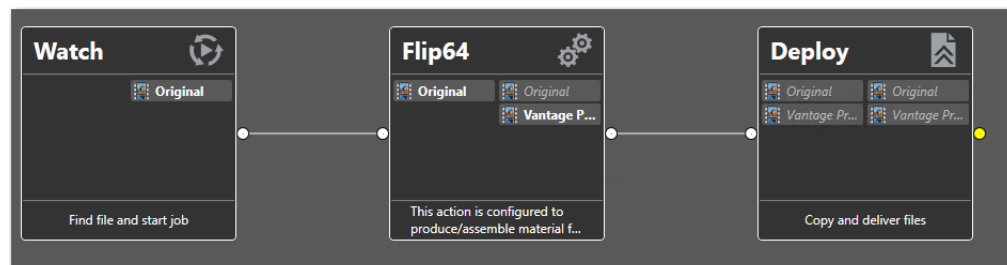 Watch
Original
Find file and start job
Flip64
Original
Original
Vantage P...
This action is configured to
produce/assemble material f...
Deploy
Original
Original
Vantage Pr...
Vantage Pr...
Copy and deliver files